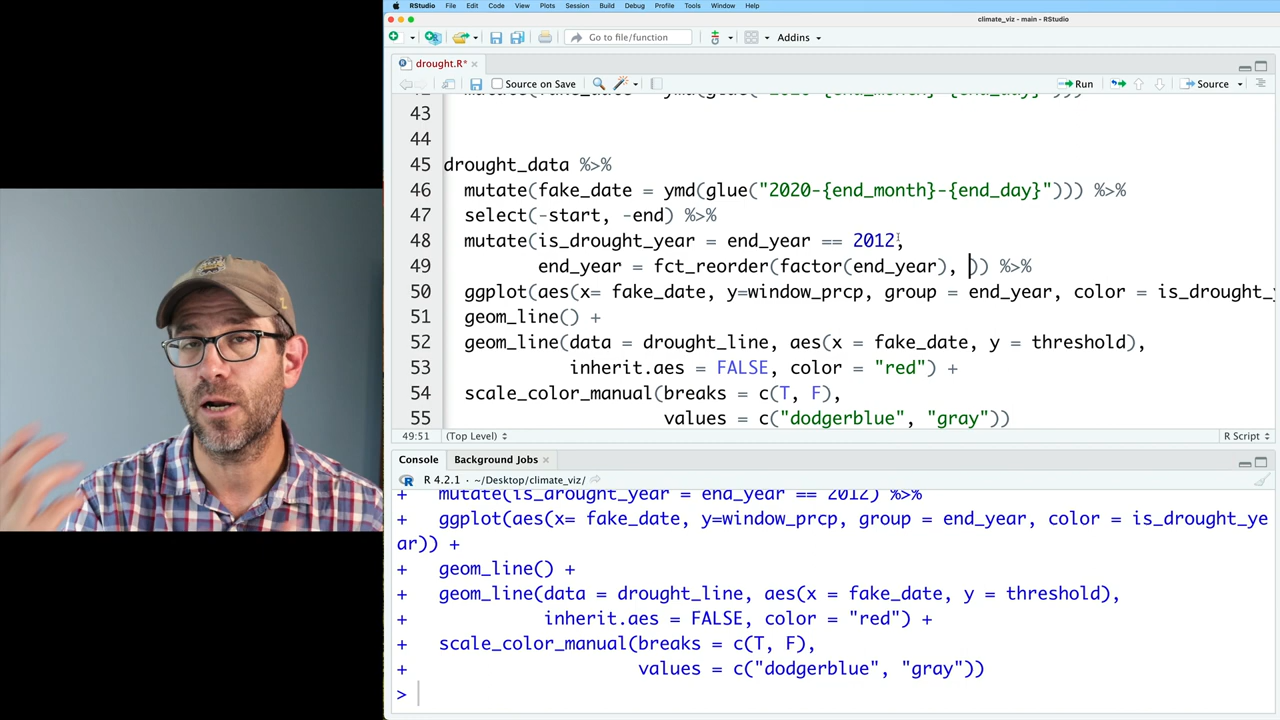 RStudio File Edit Code View Plots Session Build Debug Profile Tools Window Help
climate_viz - main - RStudio
Go to file/function
Addins
drought.R*
Source on Save
Run
Source
43
44
45 drought_data %>%
46 mutate(fake_date = ymd(glue("2020-{end_month}-{end_day}"))) %>%
47 select(-start, -end) %>%
48 mutate(is_drought_year = end_year == 2012,
49 end_year = fct_reorder(factor(end_year), )) %>%
50 ggplot(aes(x= fake_date, y=window_prcp, group = end_year, color = is_drought_
51 geom_line() +
52 geom_line(data = drought_line, aes(x = fake_date, y = threshold),
53 inherit.aes = FALSE, color = "red") +
54 scale_color_manual(breaks = c(T, F),
55 values = c("dodgerblue", "gray"))
49:51 (Top Level) R Script
Console Background Jobs
R 4.2.1 · ~/Desktop/climate_viz/
+ mutate(is_drought_year = end_year == 2012) %>%
+ ggplot(aes(x= fake_date, y=window_prcp, group = end_year, color = is_drought_ye
ar)) +
+ geom_line() +
+ geom_line(data = drought_line, aes(x = fake_date, y = threshold),
+ inherit.aes = FALSE, color = "red") +
+ scale_color_manual(breaks = c(T, F),
+ values = c("dodgerblue", "gray"))
>